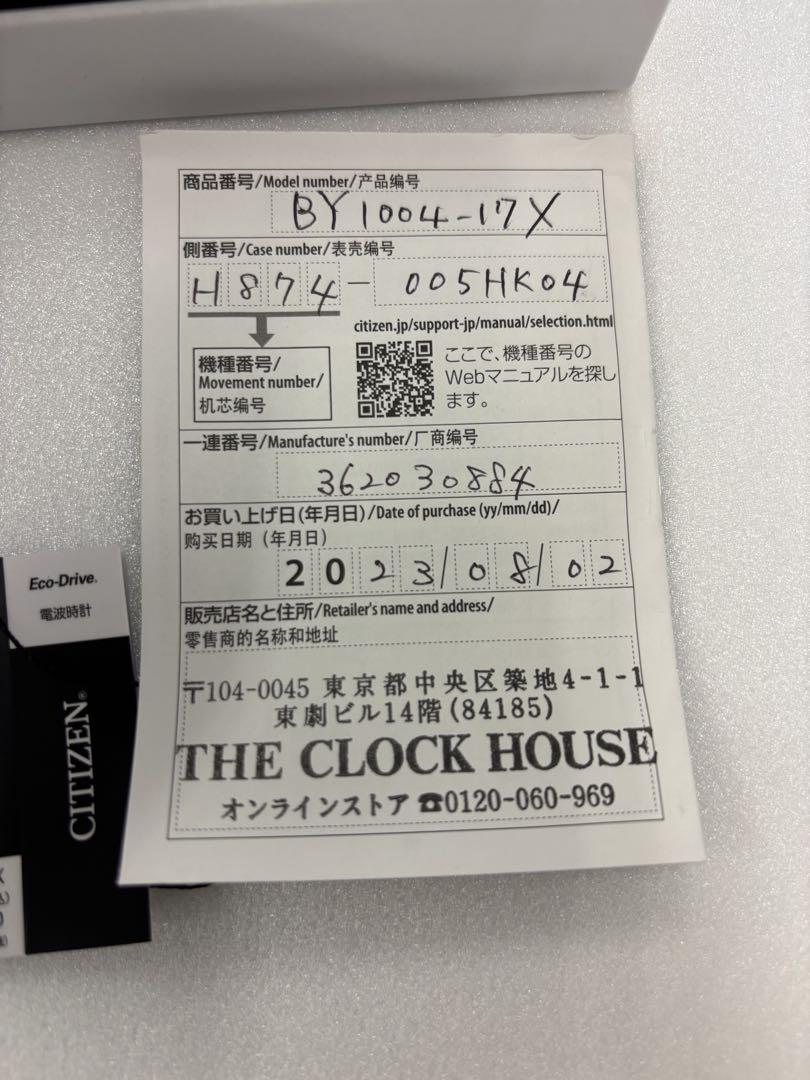 商品番号/Model number/产品编号
BY1004-17X
側番号/Case number/表壳编号
H874-005HK04
citizen.jp/support-jp/manual/selection.html
機種番号/
Movement number/
机芯编号
ここで、機種番号の
Webマニュアルを探し
ます。
一連番号/Manufacture's number/厂商编号
362030884
お買い上げ日(年月日)/Date of purchase (yy/mm/dd)/
购买日期（年月日）
2023/08/02
販売店名と住所/Retailer's name and address/
零售商的名称和地址
〒104-0045 東京都中央区築地4-1-1
東劇ビル14階(84185)
THE CLOCK HOUSE
オンラインストア ☎0120-060-969
Eco-Drive®
電波時計
CITIZEN®